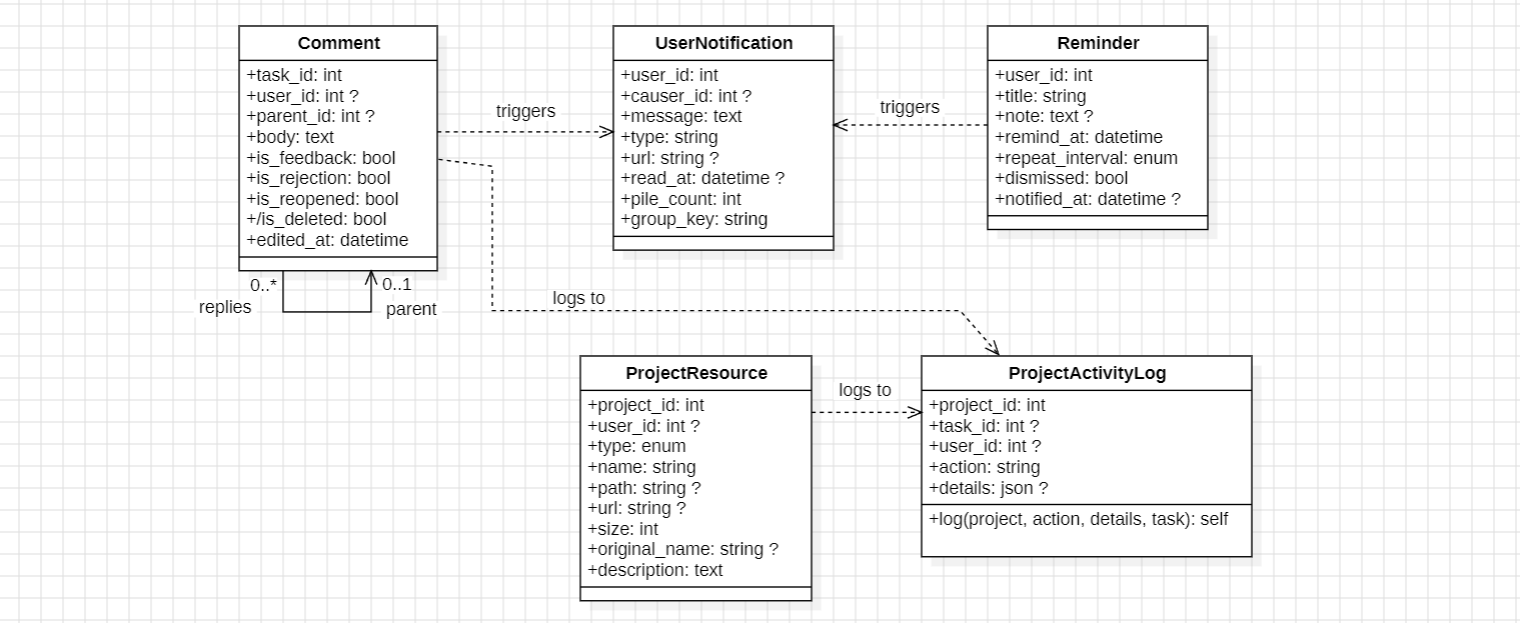 Comment
+task_id: int
+user_id: int ?
+parent_id: int ?
+body: text
+is_feedback: bool
+is_rejection: bool
+is_reopened: bool
+/is_deleted: bool
+edited_at: datetime
0..*
replies
0..1
parent
triggers
UserNotification
+user_id: int
+causer_id: int ?
+message: text
+type: string
+url: string ?
+read_at: datetime ?
+pile_count: int
+group_key: string
triggers
Reminder
+user_id: int
+title: string
+note: text ?
+remind_at: datetime
+repeat_interval: enum
+dismissed: bool
+notified_at: datetime ?
logs to
ProjectResource
+project_id: int
+user_id: int ?
+type: enum
+name: string
+path: string ?
+url: string ?
+size: int
+original_name: string ?
+description: text
logs to
ProjectActivityLog
+project_id: int
+task_id: int ?
+user_id: int ?
+action: string
+details: json ?
+log(project, action, details, task): self